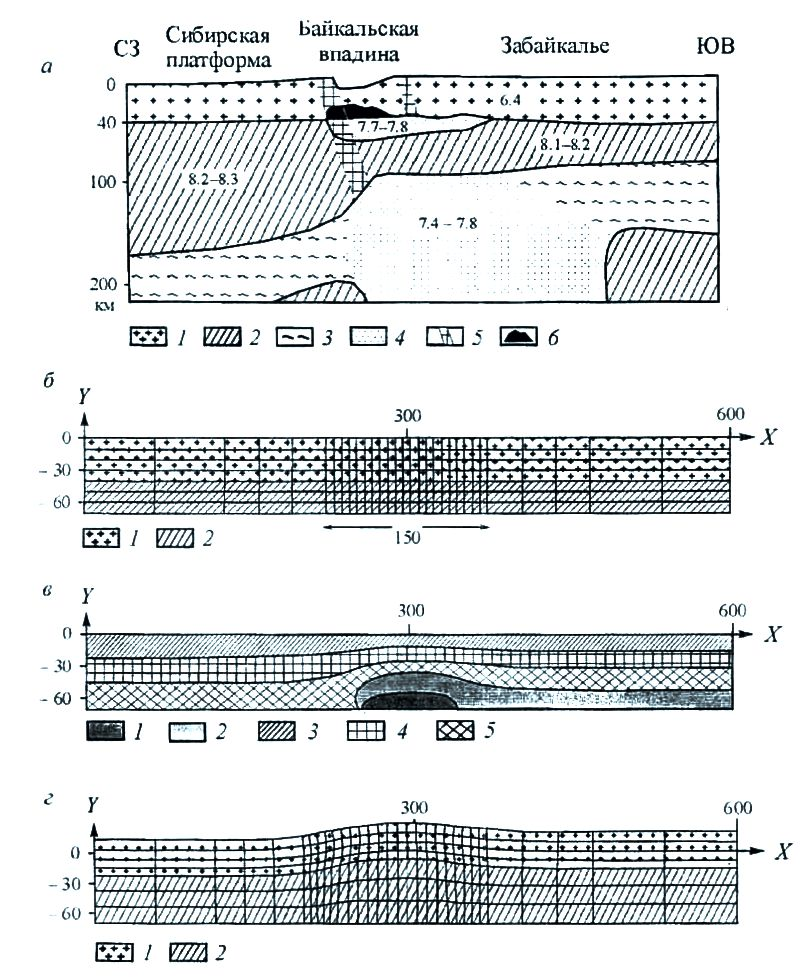 а
СЗ Сибирская платформа Байкальская впадина Забайкалье ЮВ
0
40
100
200
км
6.4
7.7–7.8
8.1–8.2
8.2–8.3
7.4 – 7.8
1 2 3 4 5 6
б
Y
300 600
0 X
– 30
– 60
150
1 2
в
Y
300 600
0 X
– 30
– 60
1 2 3 4 5
г
Y
300 600
0 X
– 30
– 60
1 2